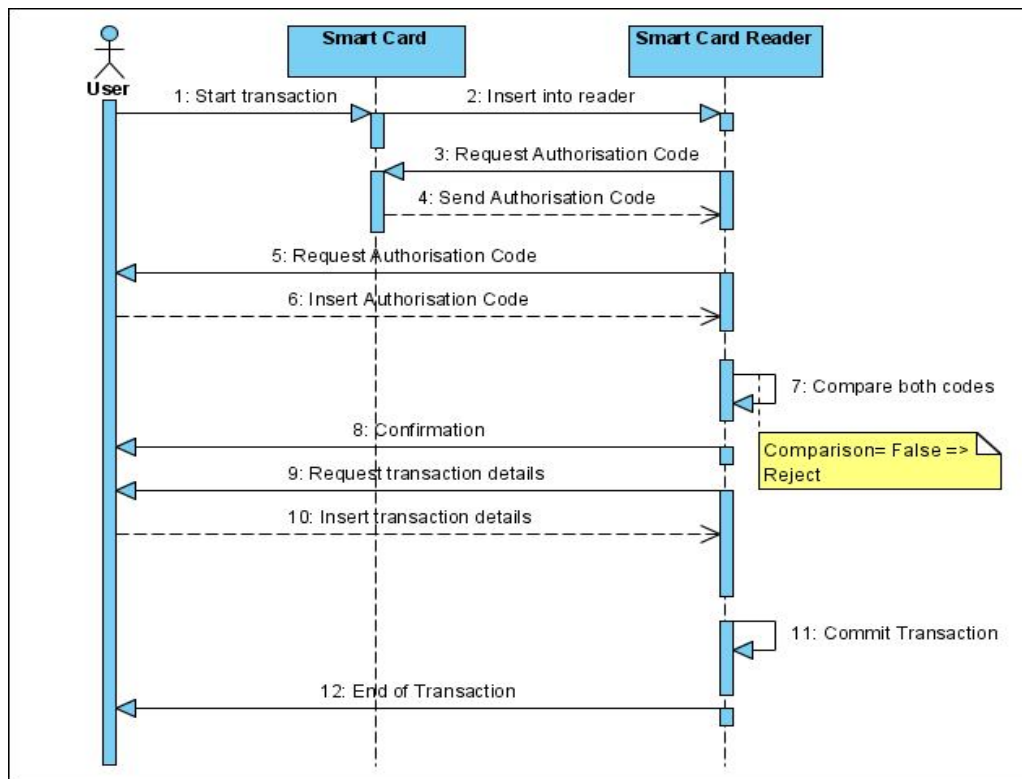 Smart Card
Smart Card Reader
User
1: Start transaction
2: Insert into reader
3: Request Authorisation Code
4: Send Authorisation Code
5: Request Authorisation Code
6: Insert Authorisation Code
7: Compare both codes
8: Confirmation
Comparison= False =>
Reject
9: Request transaction details
10: Insert transaction details
11: Commit Transaction
12: End of Transaction